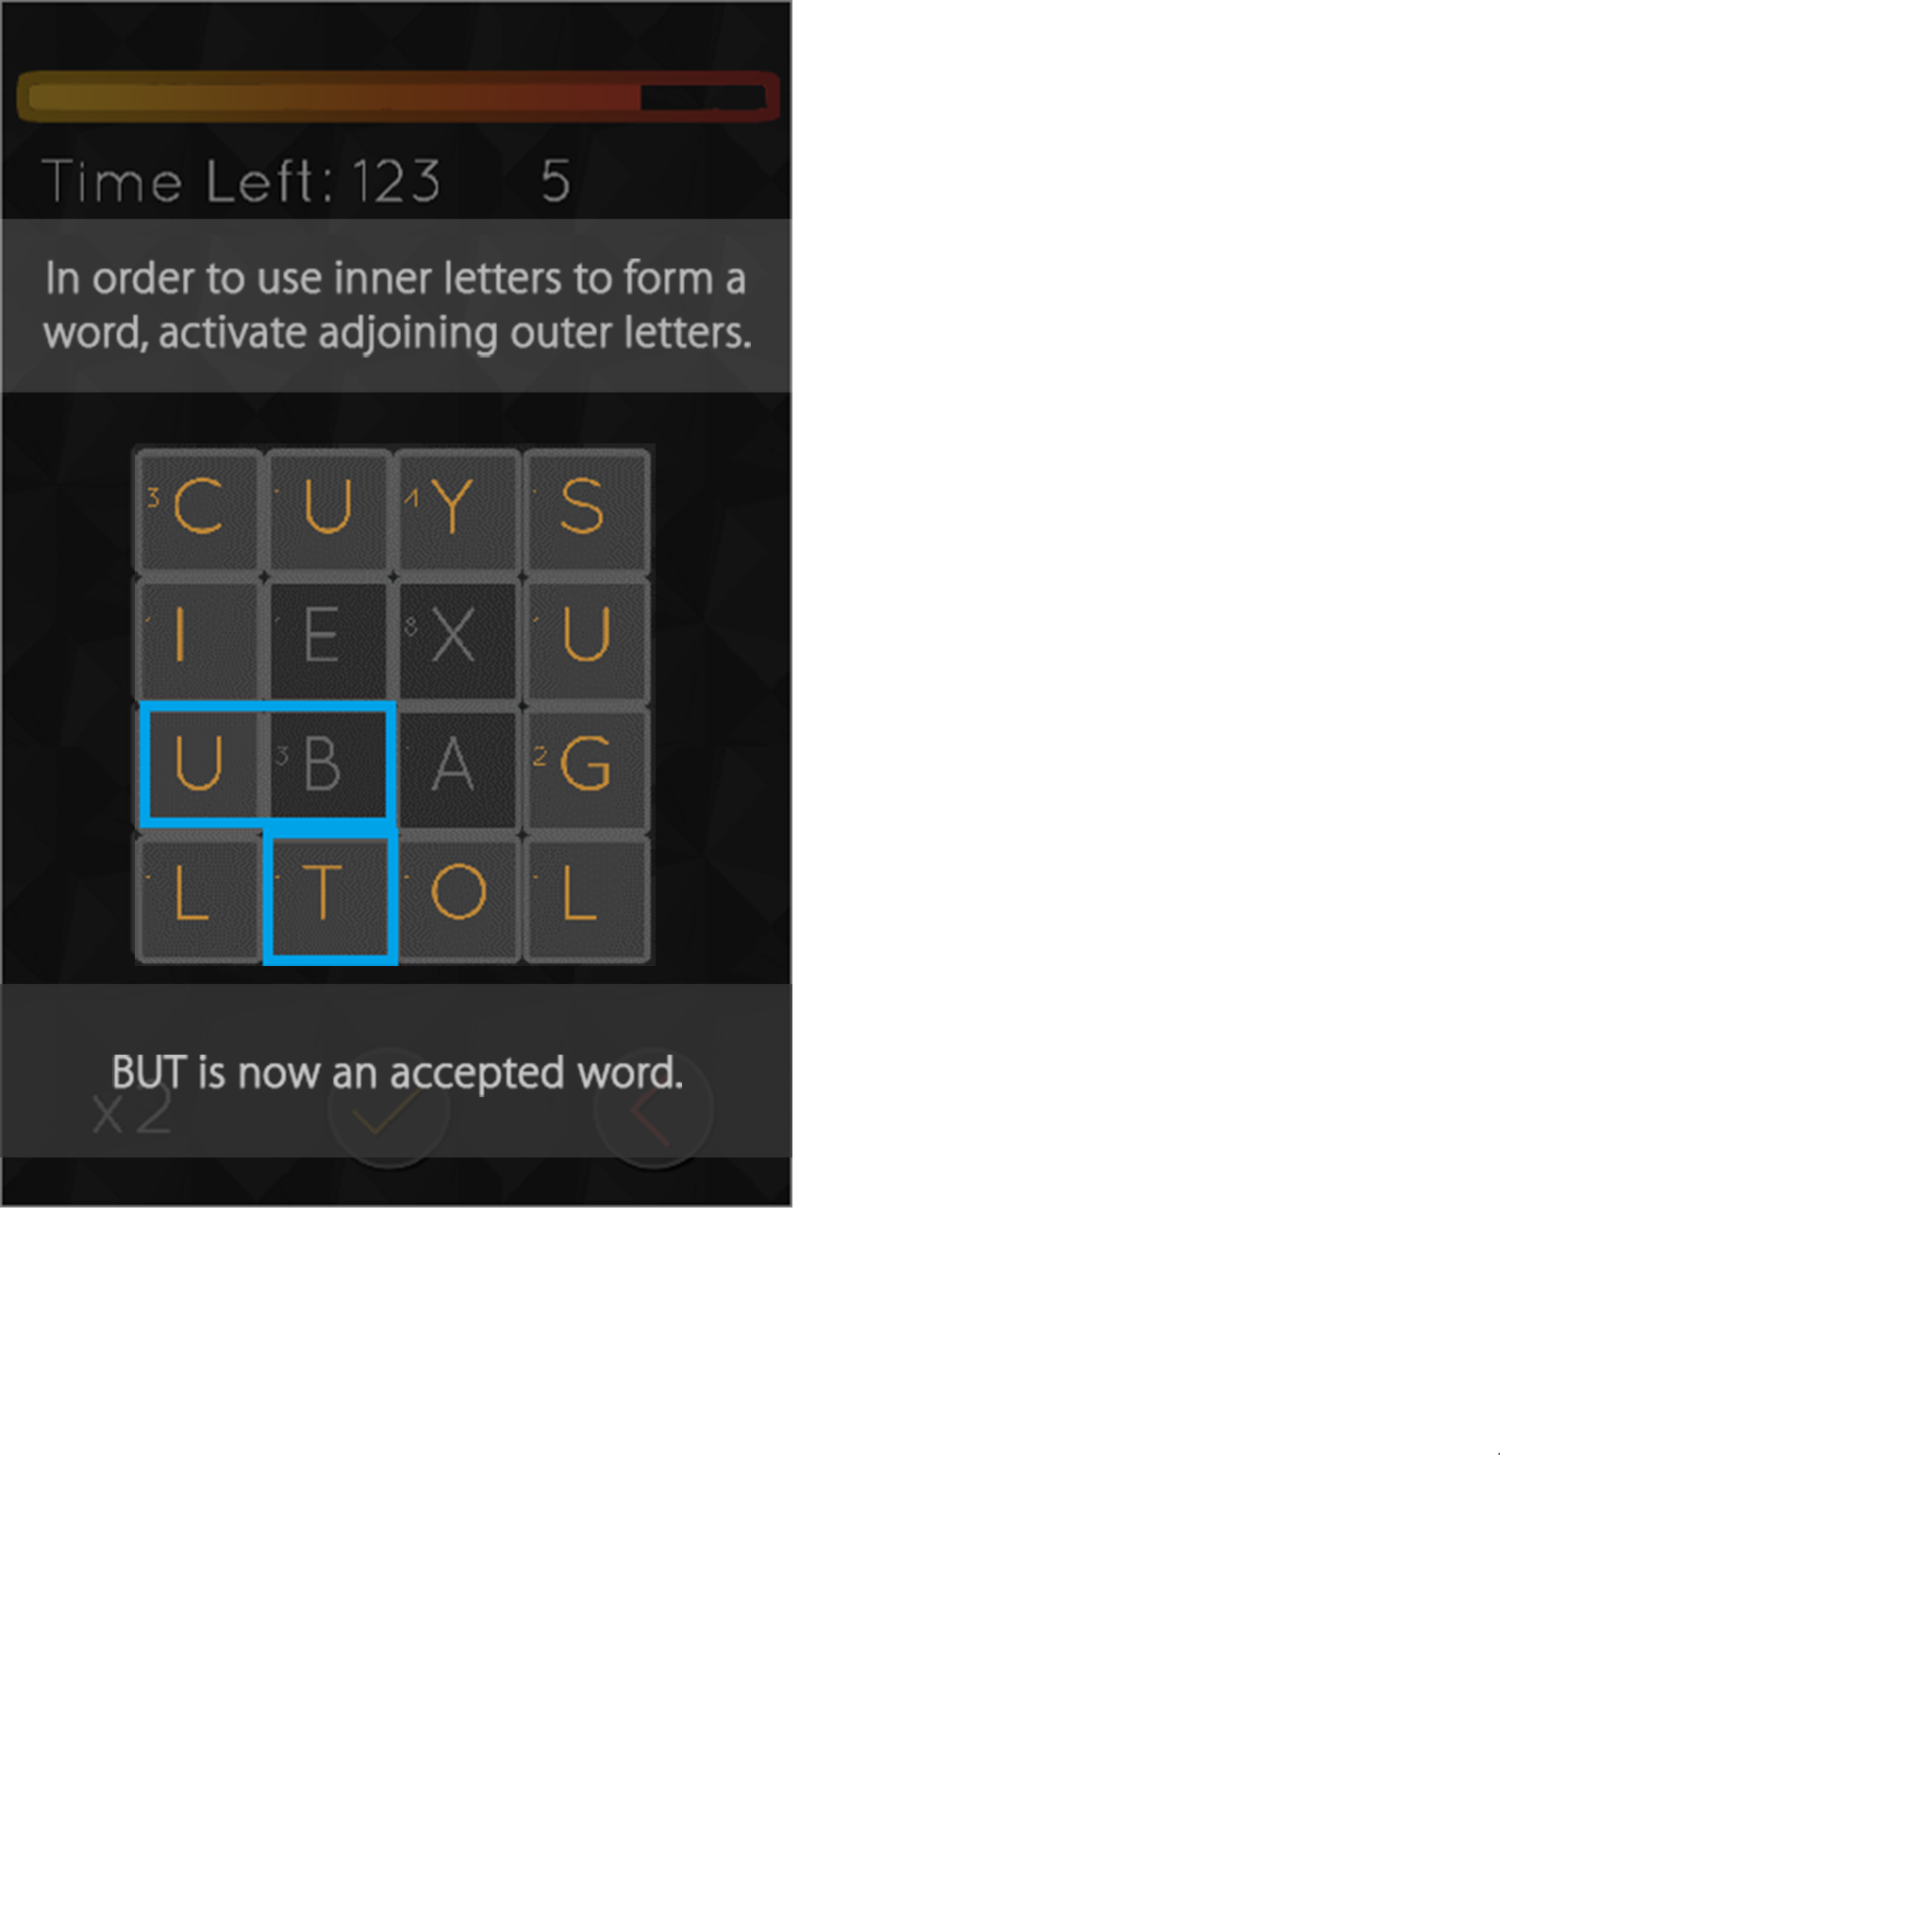 Time Left: 123 5
In order to use inner letters to form a
word, activate adjoining outer letters.
3 C U 4 Y S
I E 8 X U
U 3 B A 2 G
L T O L
BUT is now an accepted word.
x2